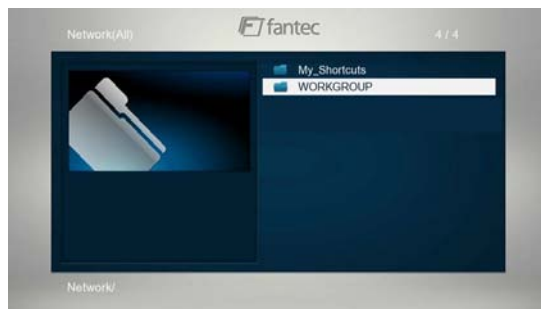 Network(All)
fantec
4 / 4
My_Shortcuts
WORKGROUP
Network/